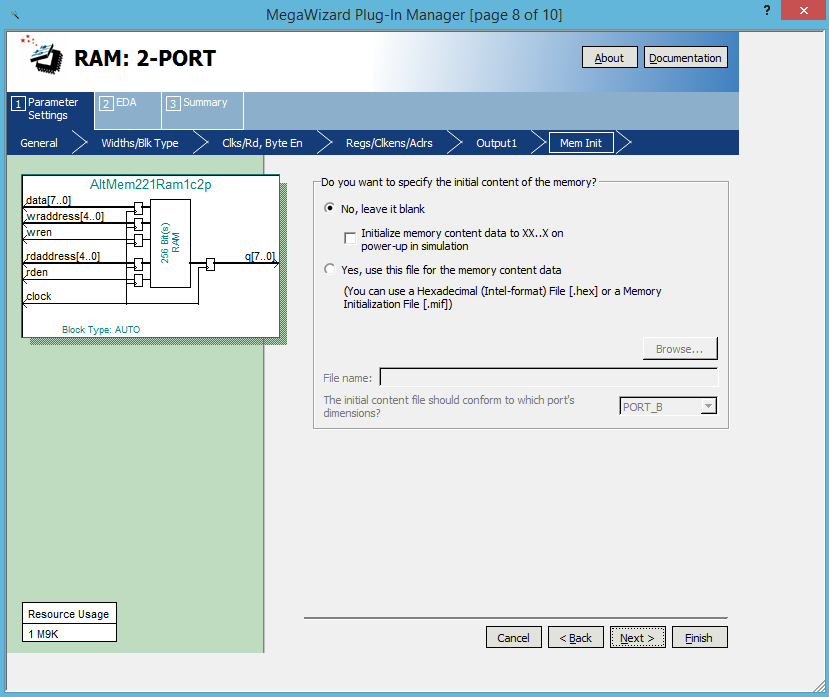 MegaWizard Plug-In Manager [page 8 of 10]
?
RAM: 2-PORT
About
Documentation
1 Parameter Settings
2 EDA
3 Summary
General
Widths/Blk Type
Clks/Rd, Byte En
Regs/Clkens/Aclrs
Output1
Mem Init
AltMem221Ram1c2p
data[7..0]
wraddress[4..0]
wren
rdaddress[4..0]
rden
clock
256 Bit(s)
RAM
q[7..0]
Block Type: AUTO
Do you want to specify the initial content of the memory?
No, leave it blank
Initialize memory content data to XX..X on
power-up in simulation
Yes, use this file for the memory content data
(You can use a Hexadecimal (Intel-format) File [.hex] or a Memory
Initialization File [.mif])
Browse...
File name:
The initial content file should conform to which port's
dimensions?
PORT_B
Resource Usage
1 M9K
Cancel
< Back
Next >
Finish